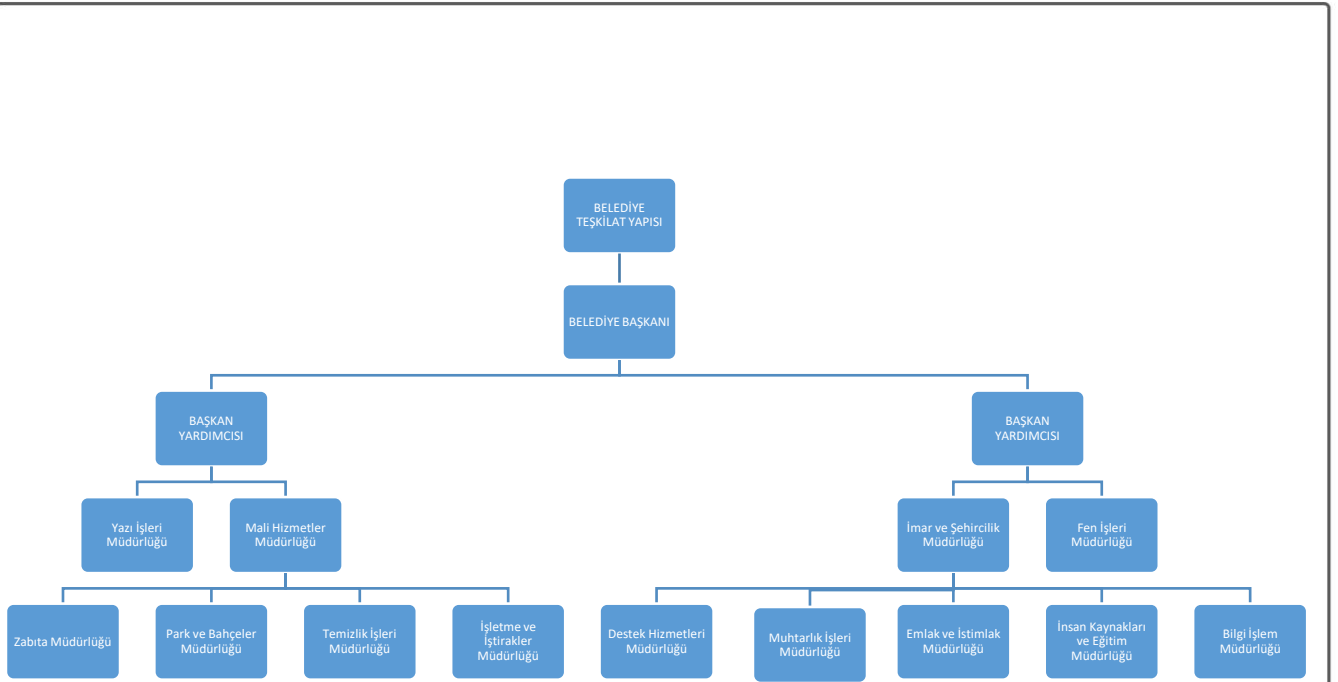 BELEDİYE
TEŞKİLAT YAPISI
BELEDİYE BAŞKANI
BAŞKAN
YARDIMCISI
BAŞKAN
YARDIMCISI
Yazı İşleri
Müdürlüğü
Mali Hizmetler
Müdürlüğü
İmar ve Şehircilik
Müdürlüğü
Fen İşleri
Müdürlüğü
Zabıta Müdürlüğü
Park ve Bahçeler
Müdürlüğü
Temizlik İşleri
Müdürlüğü
İşletme ve
İştirakler
Müdürlüğü
Destek Hizmetleri
Müdürlüğü
Muhtarlık İşleri
Müdürlüğü
Emlak ve İstimlak
Müdürlüğü
İnsan Kaynakları
ve Eğitim
Müdürlüğü
Bilgi İşlem
Müdürlüğü